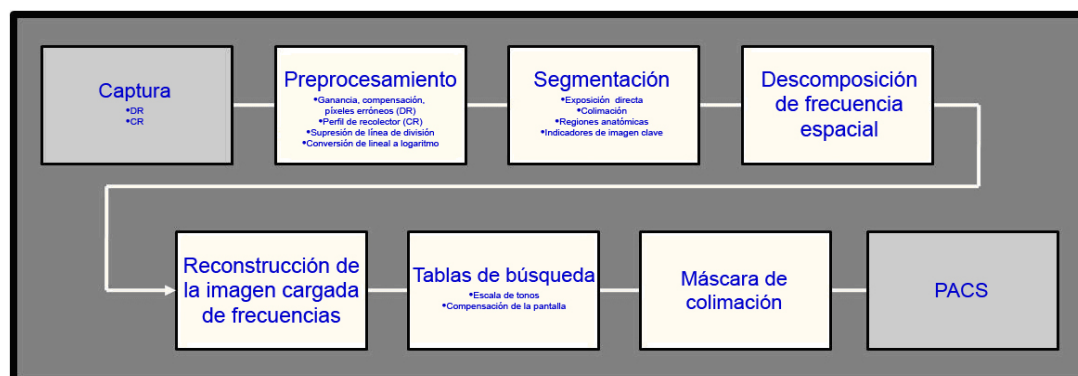 Captura
•DR
•CR
Preprocesamiento
•Ganancia, compensación,
píxeles erróneos (DR)
•Perfil de recolector (CR)
•Supresión de línea de división
•Conversión de lineal a logaritmo
Segmentación
•Exposición directa
•Colimación
•Regiones anatómicas
•Indicadores de imagen clave
Descomposición
de frecuencia
espacial
Reconstrucción de
la imagen cargada
de frecuencias
Tablas de búsqueda
•Escala de tonos
•Compensación de la pantalla
Máscara de
colimación
PACS